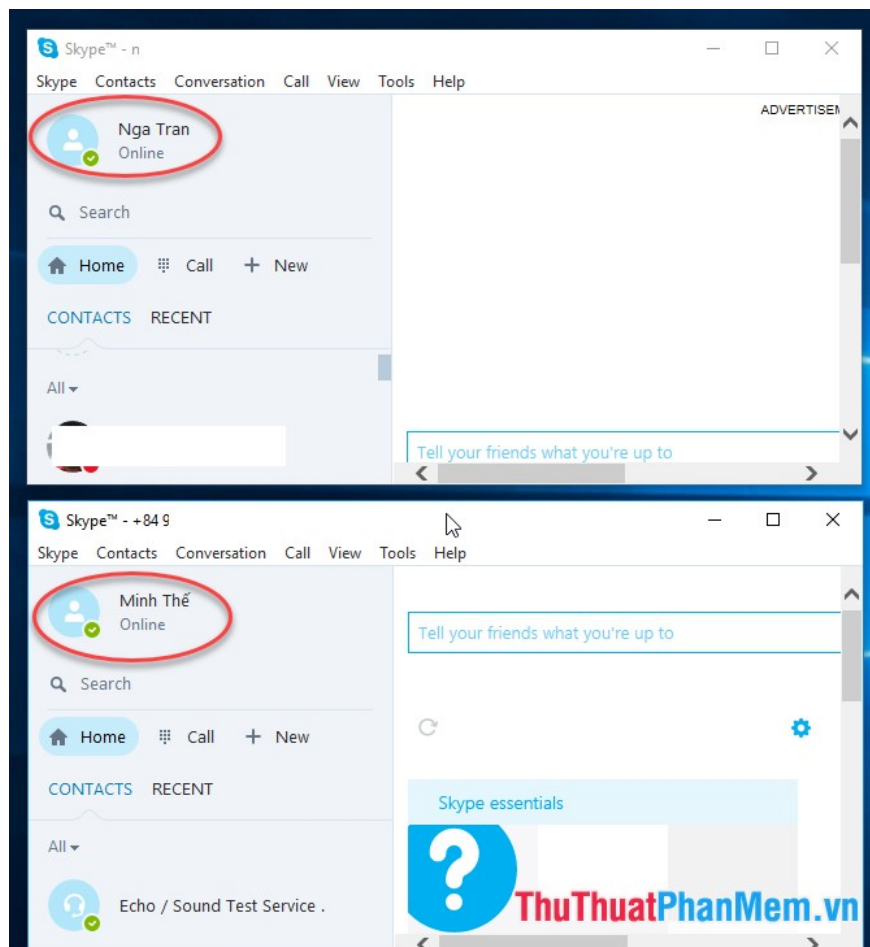 Skype™ - n
Skype Contacts Conversation Call View Tools Help
Nga Tran
Online
ADVERTISEM
Search
Home Call New
CONTACTS RECENT
All
Tell your friends what you're up to
Skype™ - +84 9
Skype Contacts Conversation Call View Tools Help
Minh Thế
Online
Tell your friends what you're up to
Search
Home Call New
CONTACTS RECENT
Skype essentials
All
Echo / Sound Test Service .
ThuThuatPhanMem.vn